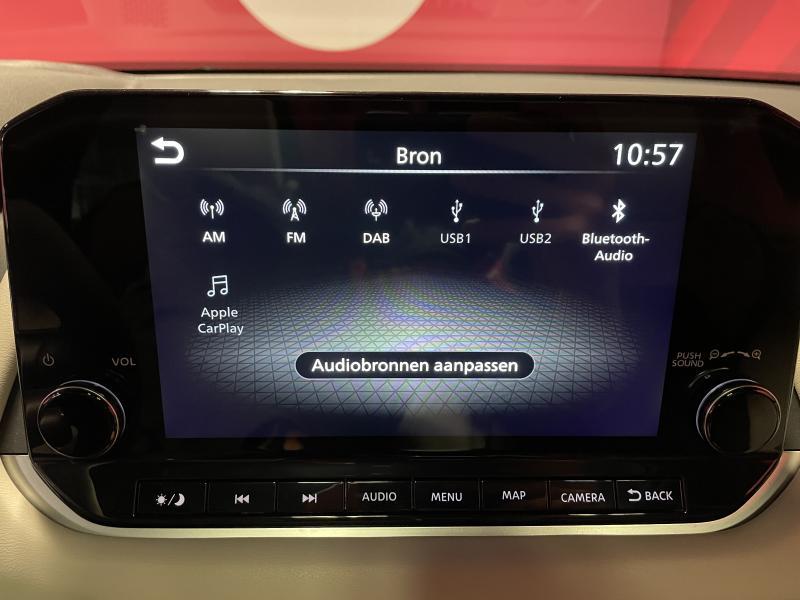 Bron
10:57
AM
FM
DAB
USB1
USB2
Bluetooth-
Audio
Apple
CarPlay
Audiobronnen aanpassen
VOL
PUSH
SOUND
AUDIO
MENU
MAP
CAMERA
BACK